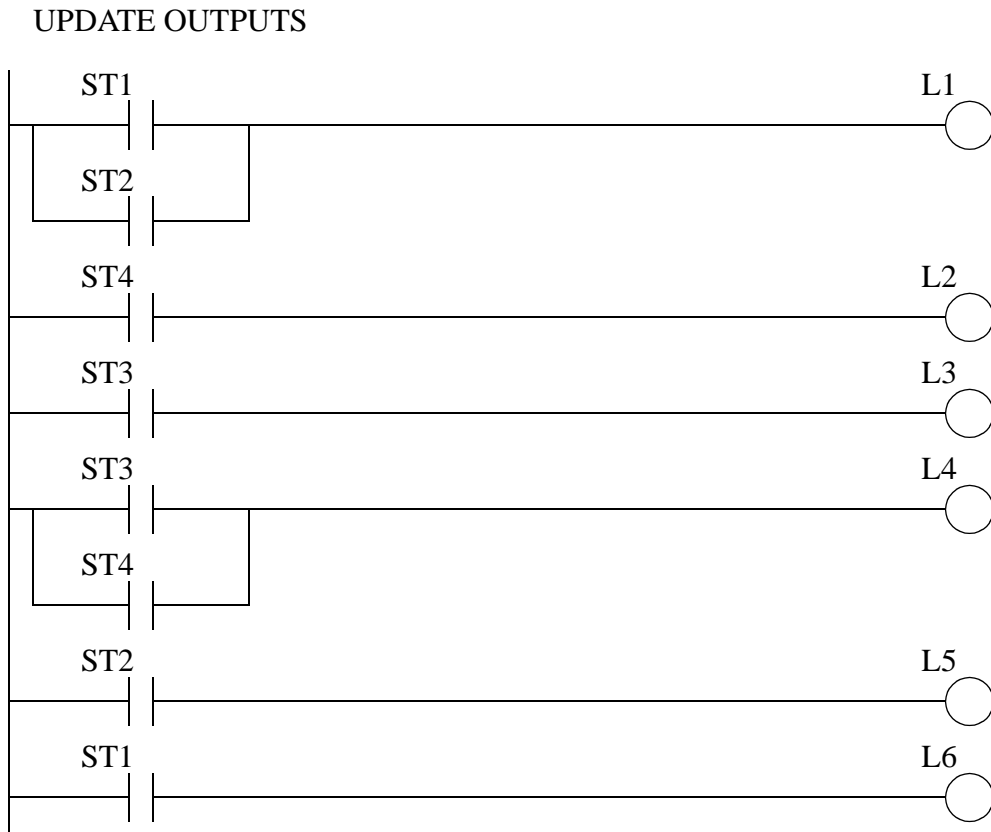 UPDATE OUTPUTS
ST1 L1
ST2
ST4 L2
ST3 L3
ST3 L4
ST4
ST2 L5
ST1 L6